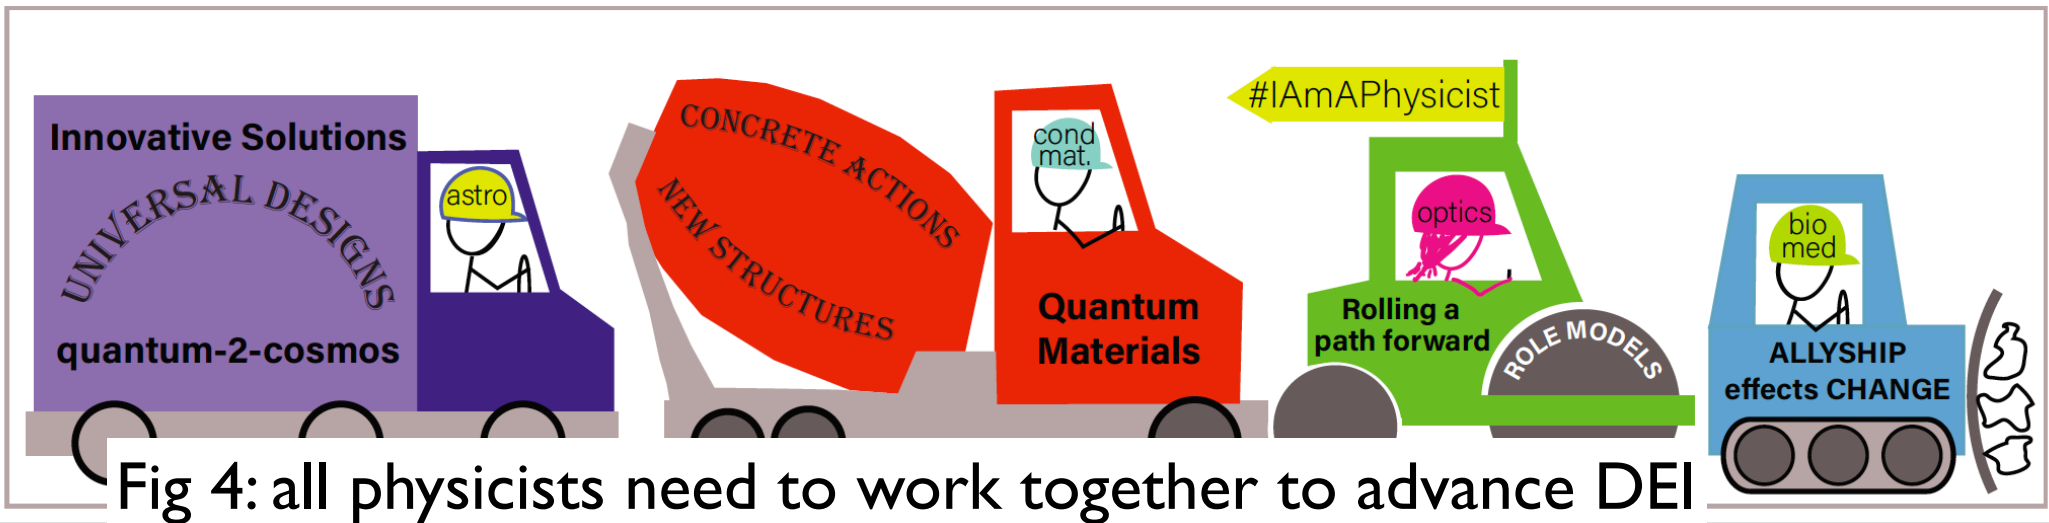 Innovative Solutions
UNIVERSAL DESIGNS
quantum-2-cosmos
astro
CONCRETE ACTIONS
NEW STRUCTURES
cond
mat.
Quantum
Materials
#IAmAPhysicist
optics
Rolling a
path forward
ROLE MODELS
bio
med
ALLYSHIP
effects CHANGE
Fig 4: all physicists need to work together to advance DEI